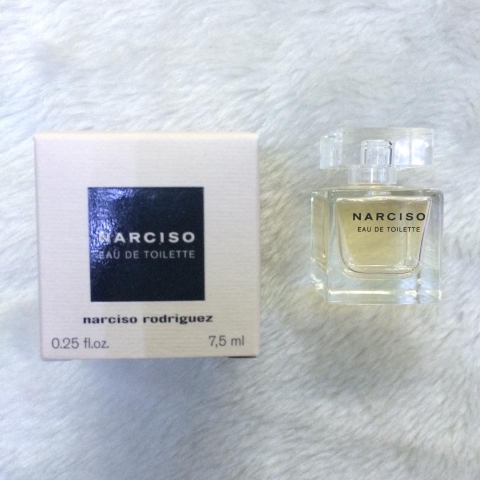 NARCISO
EAU DE TOILETTE
narciso rodriguez
0.25 fl.oz.
7,5 ml
NARCISO
EAU DE TOILETTE